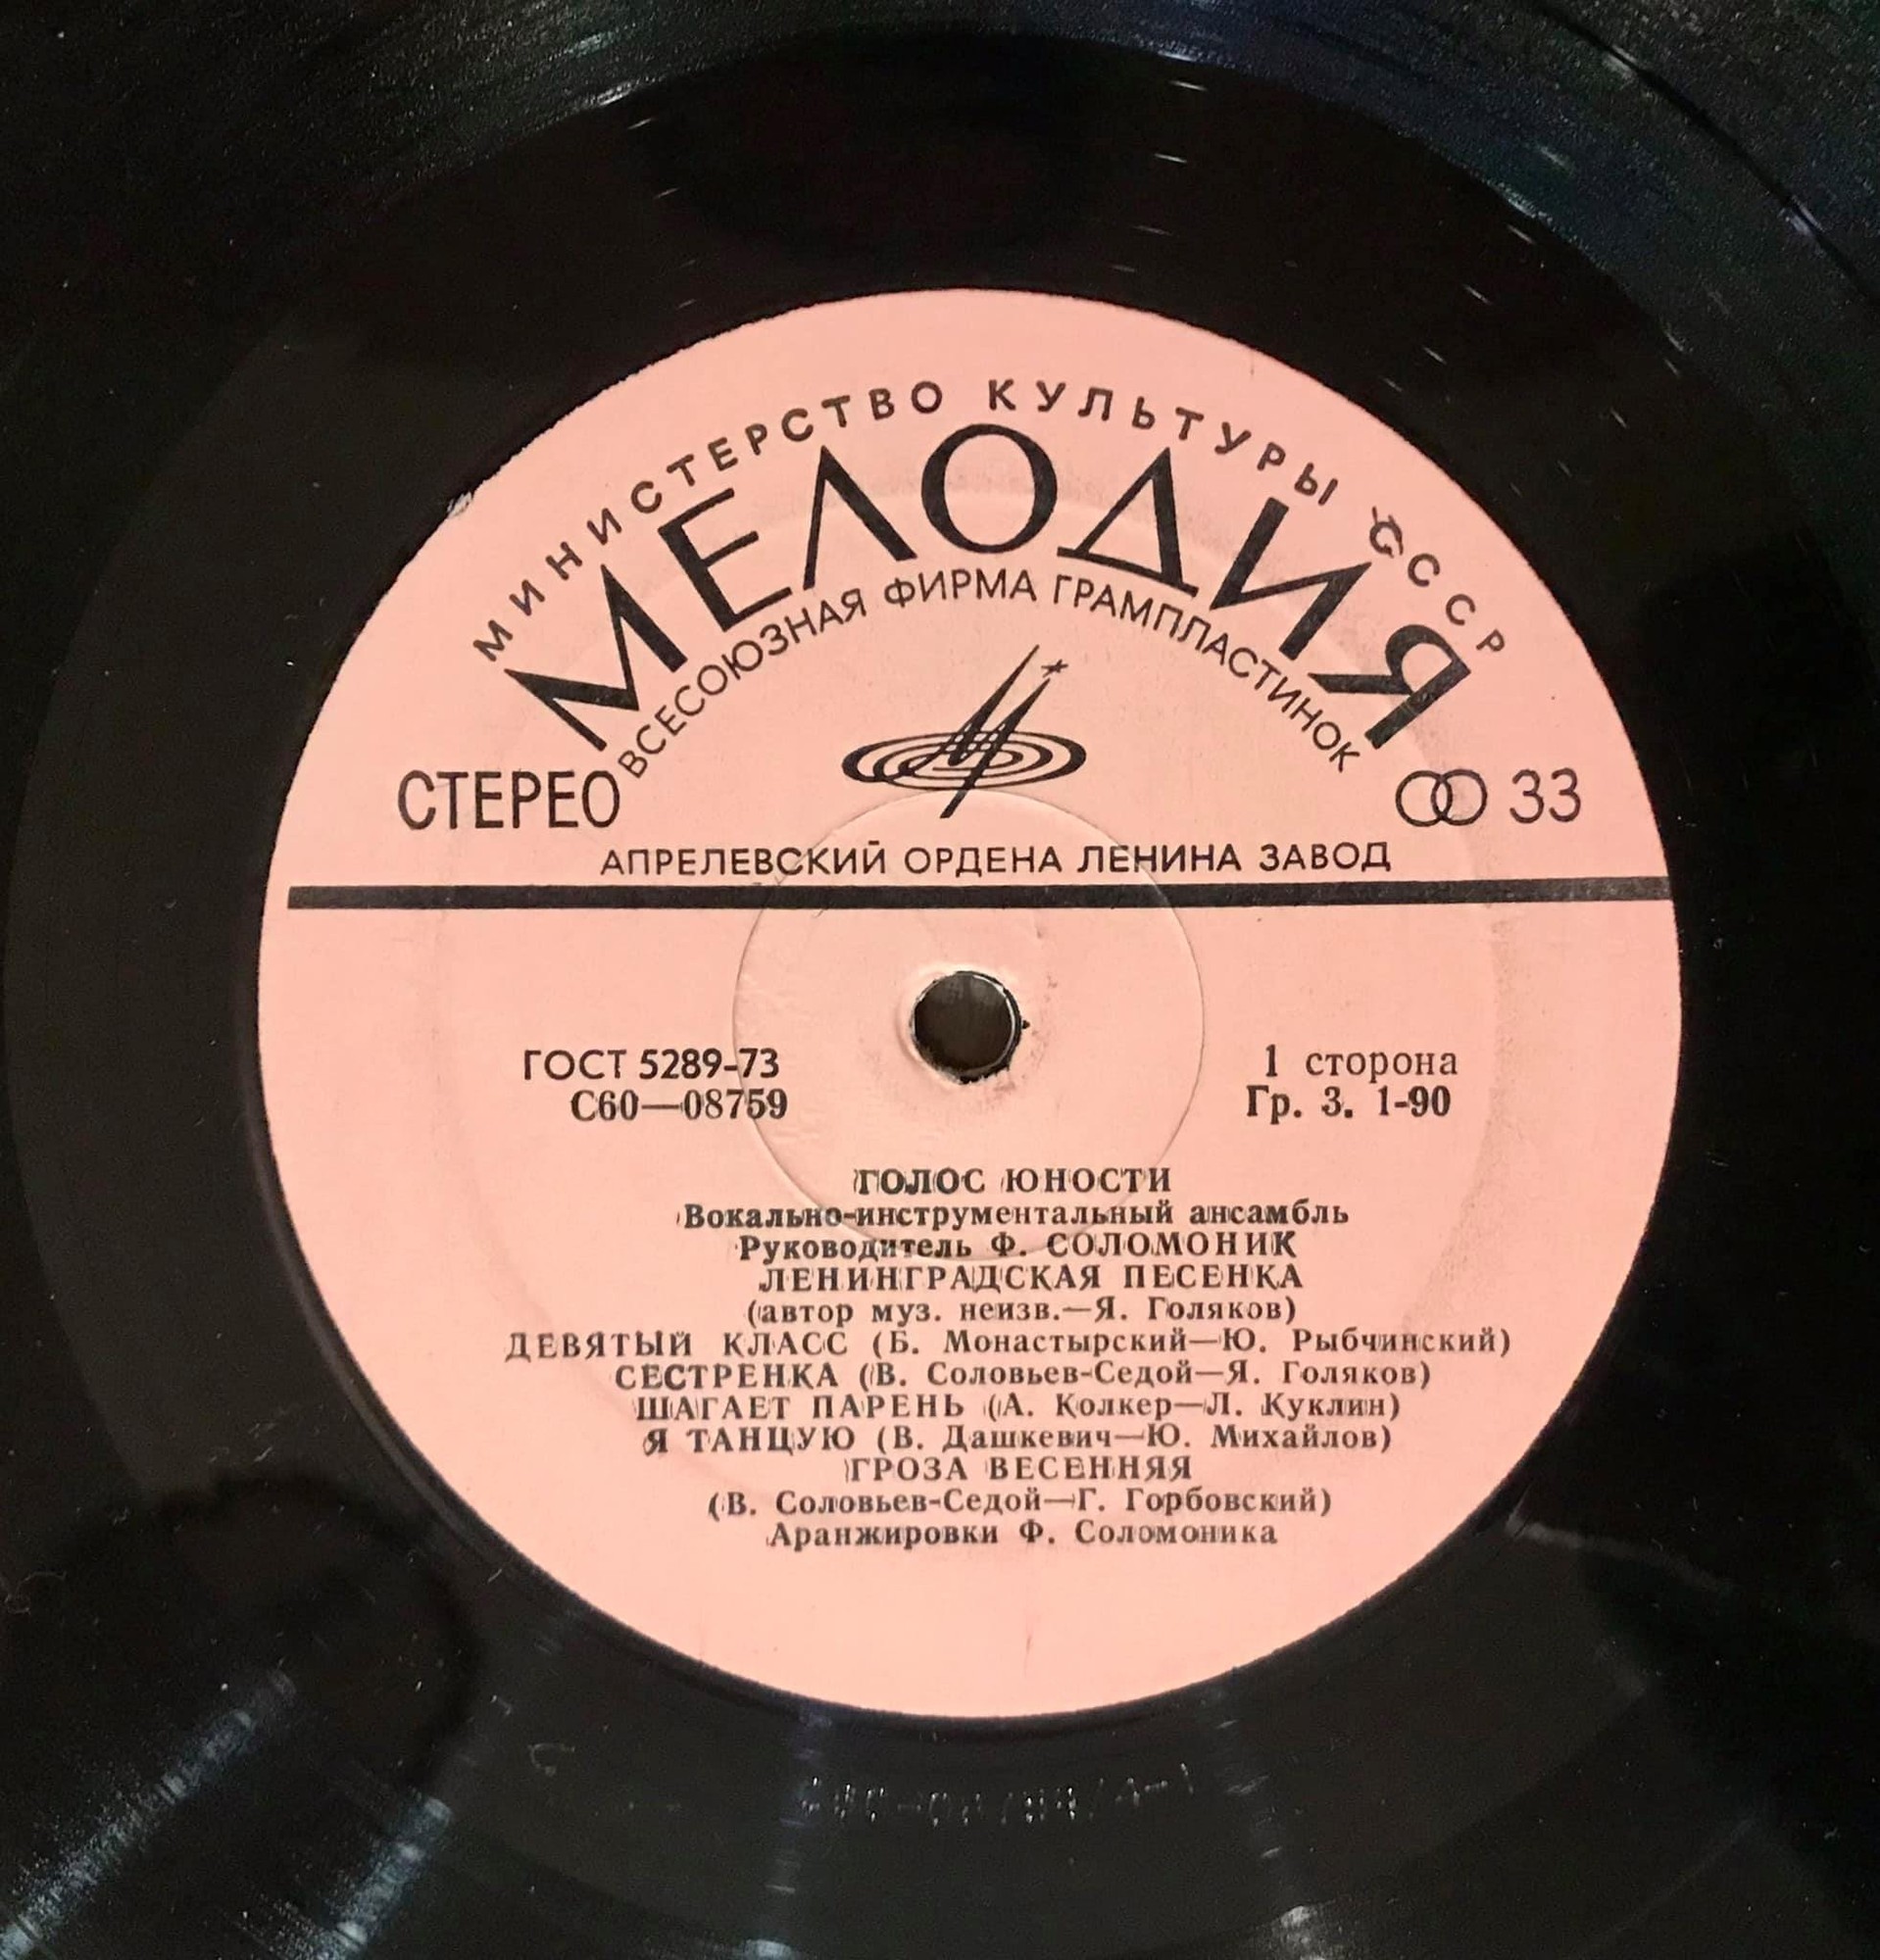 МИНИСТЕРСТВО КУЛЬТУРЫ СССР
МЕЛОДИЯ
ВСЕСОЮЗНАЯ ФИРМА ГРАМПЛАСТИНОК
СТЕРЕО
33
АПРЕЛЕВСКИЙ ОРДЕНА ЛЕНИНА ЗАВОД
ГОСТ 5289-73
С60—08759
1 сторона
Гр. 3. 1-90
ГОЛОС ЮНОСТИ
Вокально-инструментальный ансамбль
Руководитель Ф. СОЛОМОНИК
ЛЕНИНГРАДСКАЯ ПЕСЕНКА
(автор муз. неизв.—Я. Голяков)
ДЕВЯТЫЙ КЛАСС (Б. Монастырский—Ю. Рыбчинский)
СЕСТРЕНКА (В. Соловьев-Седой—Я. Голяков)
ШАГАЕТ ПАРЕНЬ (А. Колкер—Л. Куклин)
Я ТАНЦУЮ (В. Дашкевич—Ю. Михайлов)
ГРОЗА ВЕСЕННЯЯ
(В. Соловьев-Седой—Г. Горбовский)
Аранжировки Ф. Соломоника